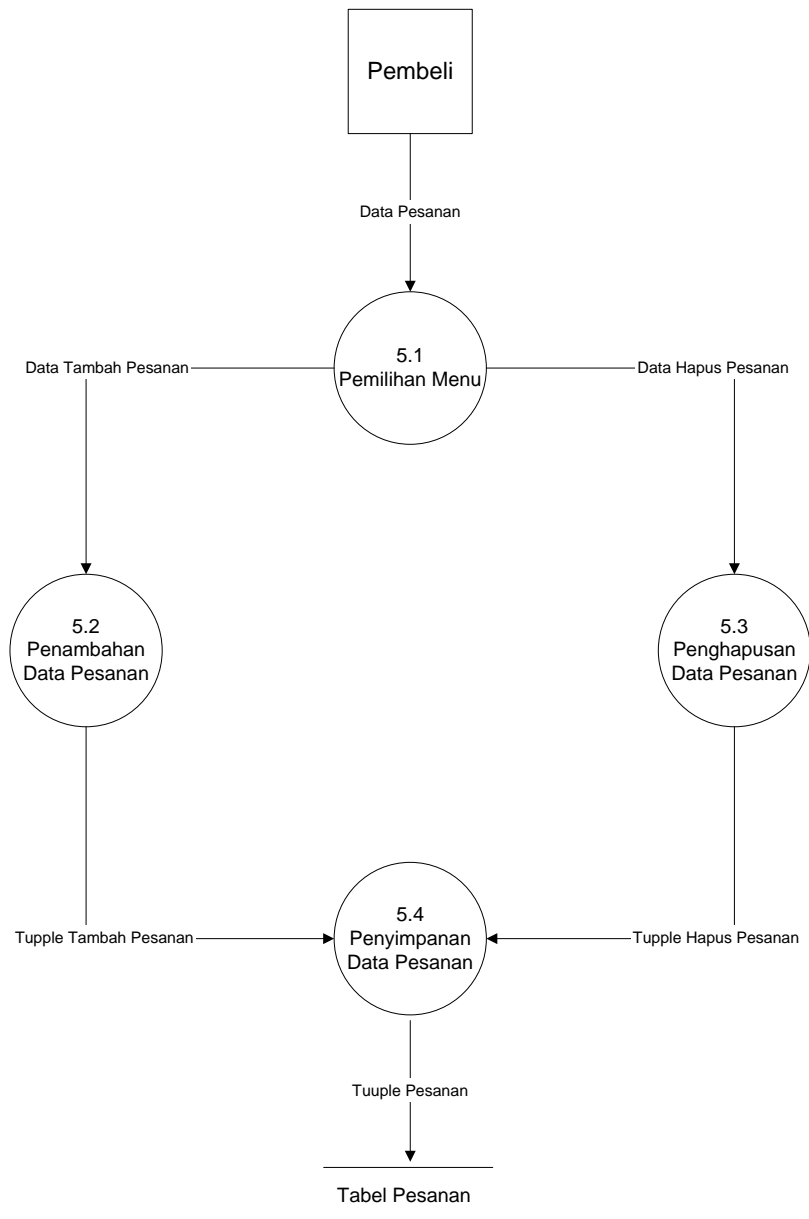 Pembeli
Data Pesanan
5.1
Pemilihan Menu
Data Tambah Pesanan
Data Hapus Pesanan
5.2
Penambahan
Data Pesanan
5.3
Penghapusan
Data Pesanan
5.4
Penyimpanan
Data Pesanan
Tupple Tambah Pesanan
Tupple Hapus Pesanan
Tuuple Pesanan
Tabel Pesanan